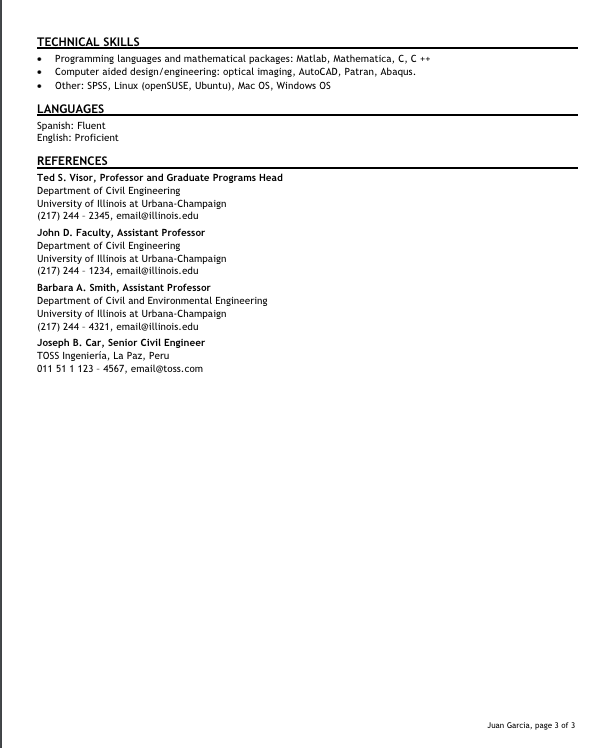 TECHNICAL SKILLS
• Programming languages and mathematical packages: Matlab, Mathematica, C, C ++
• Computer aided design/engineering: optical imaging, AutoCAD, Patran, Abaqus.
• Other: SPSS, Linux (openSUSE, Ubuntu), Mac OS, Windows OS
LANGUAGES
Spanish: Fluent
English: Proficient
REFERENCES
Ted S. Visor, Professor and Graduate Programs Head
Department of Civil Engineering
University of Illinois at Urbana-Champaign
(217) 244 – 2345, email@illinois.edu
John D. Faculty, Assistant Professor
Department of Civil Engineering
University of Illinois at Urbana-Champaign
(217) 244 – 1234, email@illinois.edu
Barbara A. Smith, Assistant Professor
Department of Civil and Environmental Engineering
University of Illinois at Urbana-Champaign
(217) 244 – 4321, email@illinois.edu
Joseph B. Car, Senior Civil Engineer
TOSS Ingeniería, La Paz, Peru
011 51 1 123 – 4567, email@toss.com
Juan Garcia, page 3 of 3